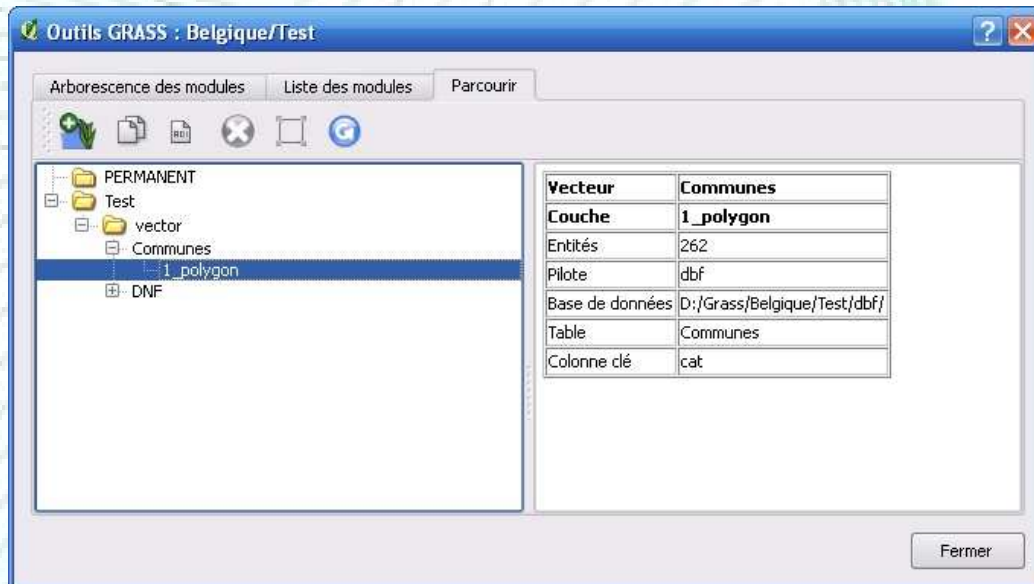 Outils GRASS : Belgique/Test
Arborescence des modules
Liste des modules
Parcourir
PERMANENT
Test
vector
Communes
1_polygon
DNF
Vecteur Communes
Couche 1_polygon
Entités 262
Pilote dbf
Base de données D:/Grass/Belgique/Test/dbf/
Table Communes
Colonne clé cat
Fermer